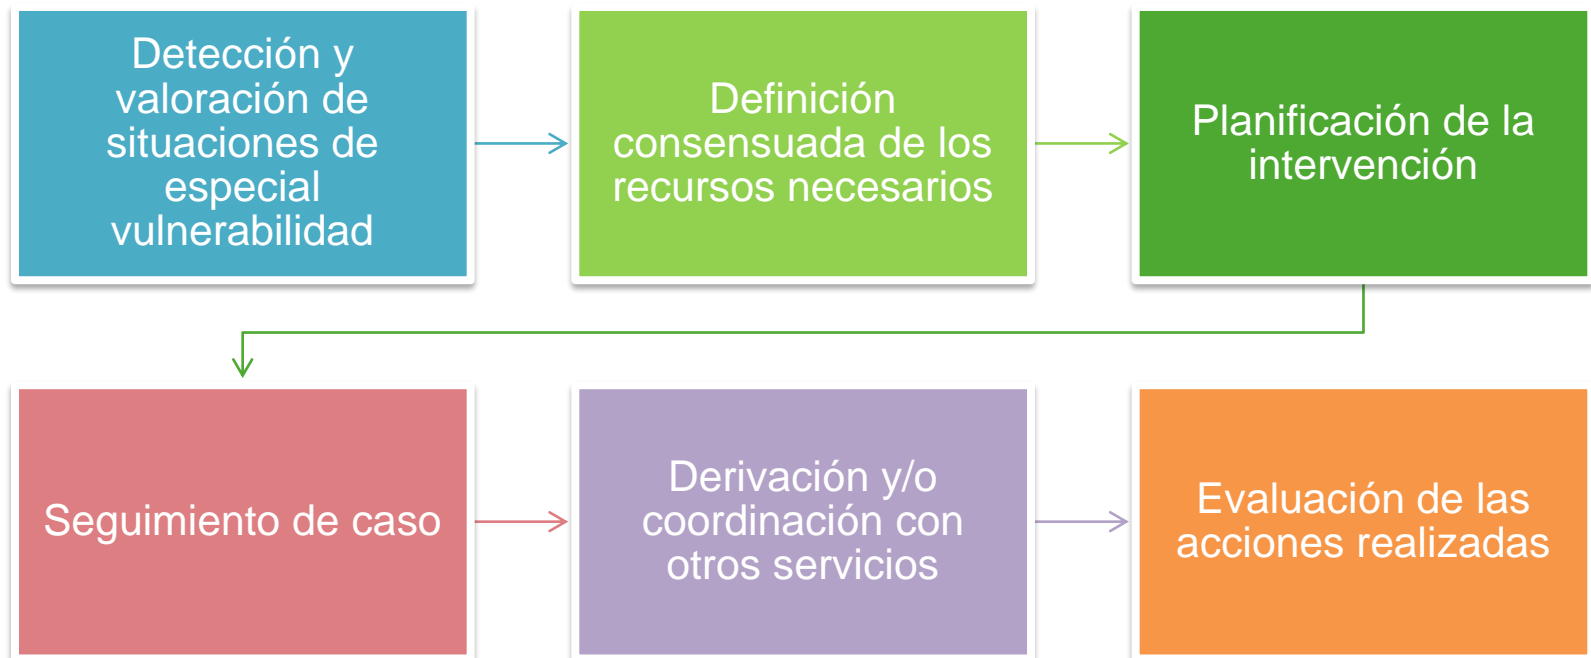 Detección y
valoración de
situaciones de
especial
vulnerabilidad
Definición
consensuada de los
recursos necesarios
Planificación de la
intervención
Seguimiento de caso
Derivación y/o
coordinación con
otros servicios
Evaluación de las
acciones realizadas